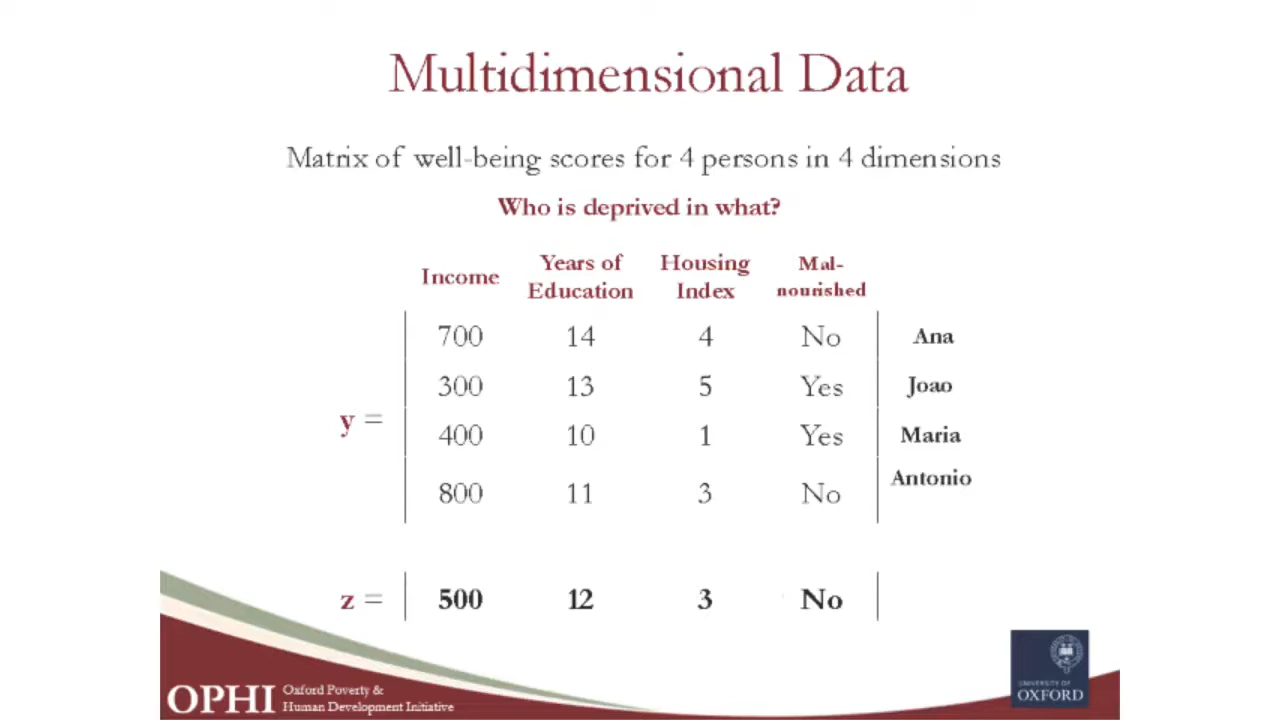 Multidimensional Data
Matrix of well-being scores for 4 persons in 4 dimensions
Who is deprived in what?
Income Years of Education Housing Index Mal-nourished
700 14 4 No Ana
300 13 5 Yes Joao
y =
400 10 1 Yes Maria
800 11 3 No Antonio
z = 500 12 3 No
OPHI Oxford Poverty &
Human Development Initiative
UNIVERSITY OF
OXFORD